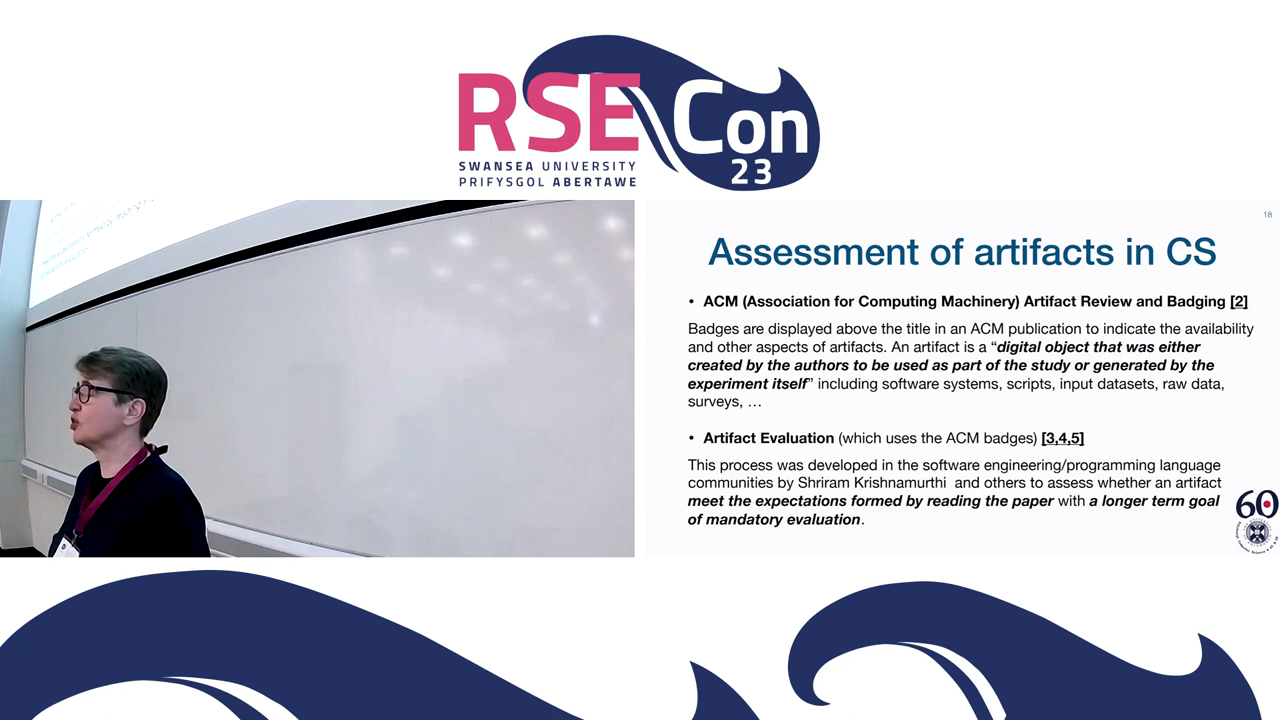 RSE Con
23
SWANSEA UNIVERSITY
PRIFYSGOL ABERTAWE
18
Assessment of artifacts in CS
• ACM (Association for Computing Machinery) Artifact Review and Badging [2]
Badges are displayed above the title in an ACM publication to indicate the availability
and other aspects of artifacts. An artifact is a “digital object that was either
created by the authors to be used as part of the study or generated by the
experiment itself” including software systems, scripts, input datasets, raw data,
surveys, …
• Artifact Evaluation (which uses the ACM badges) [3,4,5]
This process was developed in the software engineering/programming language
communities by Shriram Krishnamurthi and others to assess whether an artifact
meet the expectations formed by reading the paper with a longer term goal
of mandatory evaluation.
60